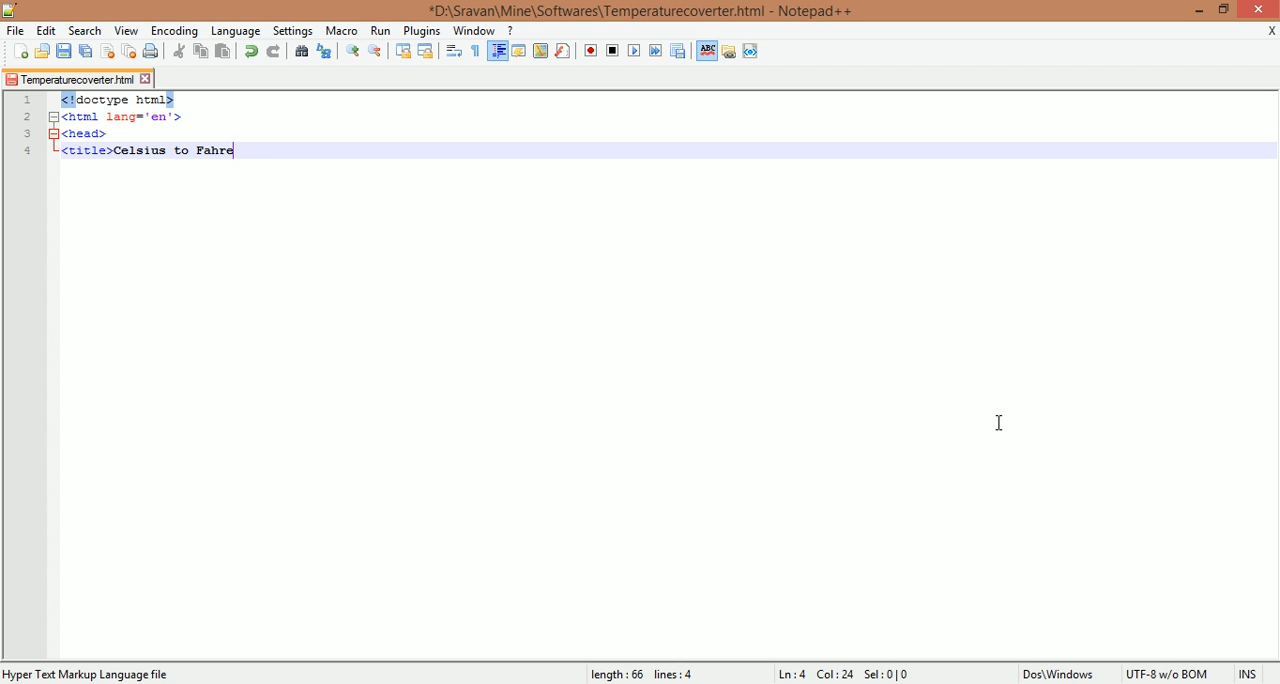 *D:\Sravan\Mine\Softwares\Temperaturecoverter.html - Notepad++
File Edit Search View Encoding Language Settings Macro Run Plugins Window ? X
ABC
Temperaturecoverter.html
1 <!doctype html>
2 <html lang='en'>
3 <head>
4 <title>Celsius to Fahre
Hyper Text Markup Language file length : 66 lines : 4 Ln : 4 Col : 24 Sel : 0 | 0 Dos\Windows UTF-8 w/o BOM INS